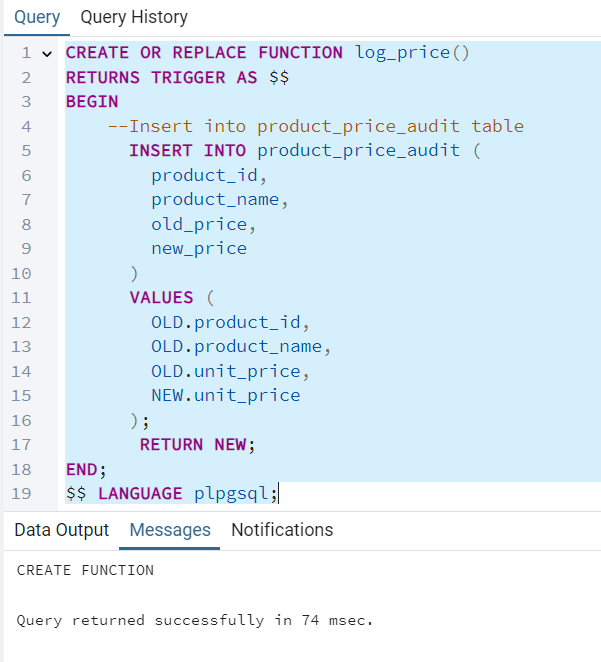 Query Query History
1 CREATE OR REPLACE FUNCTION log_price()
2 RETURNS TRIGGER AS $$
3 BEGIN
4 --Insert into product_price_audit table
5 INSERT INTO product_price_audit (
6 product_id,
7 product_name,
8 old_price,
9 new_price
10 )
11 VALUES (
12 OLD.product_id,
13 OLD.product_name,
14 OLD.unit_price,
15 NEW.unit_price
16 );
17 RETURN NEW;
18 END;
19 $$ LANGUAGE plpgsql;
Data Output Messages Notifications
CREATE FUNCTION
Query returned successfully in 74 msec.